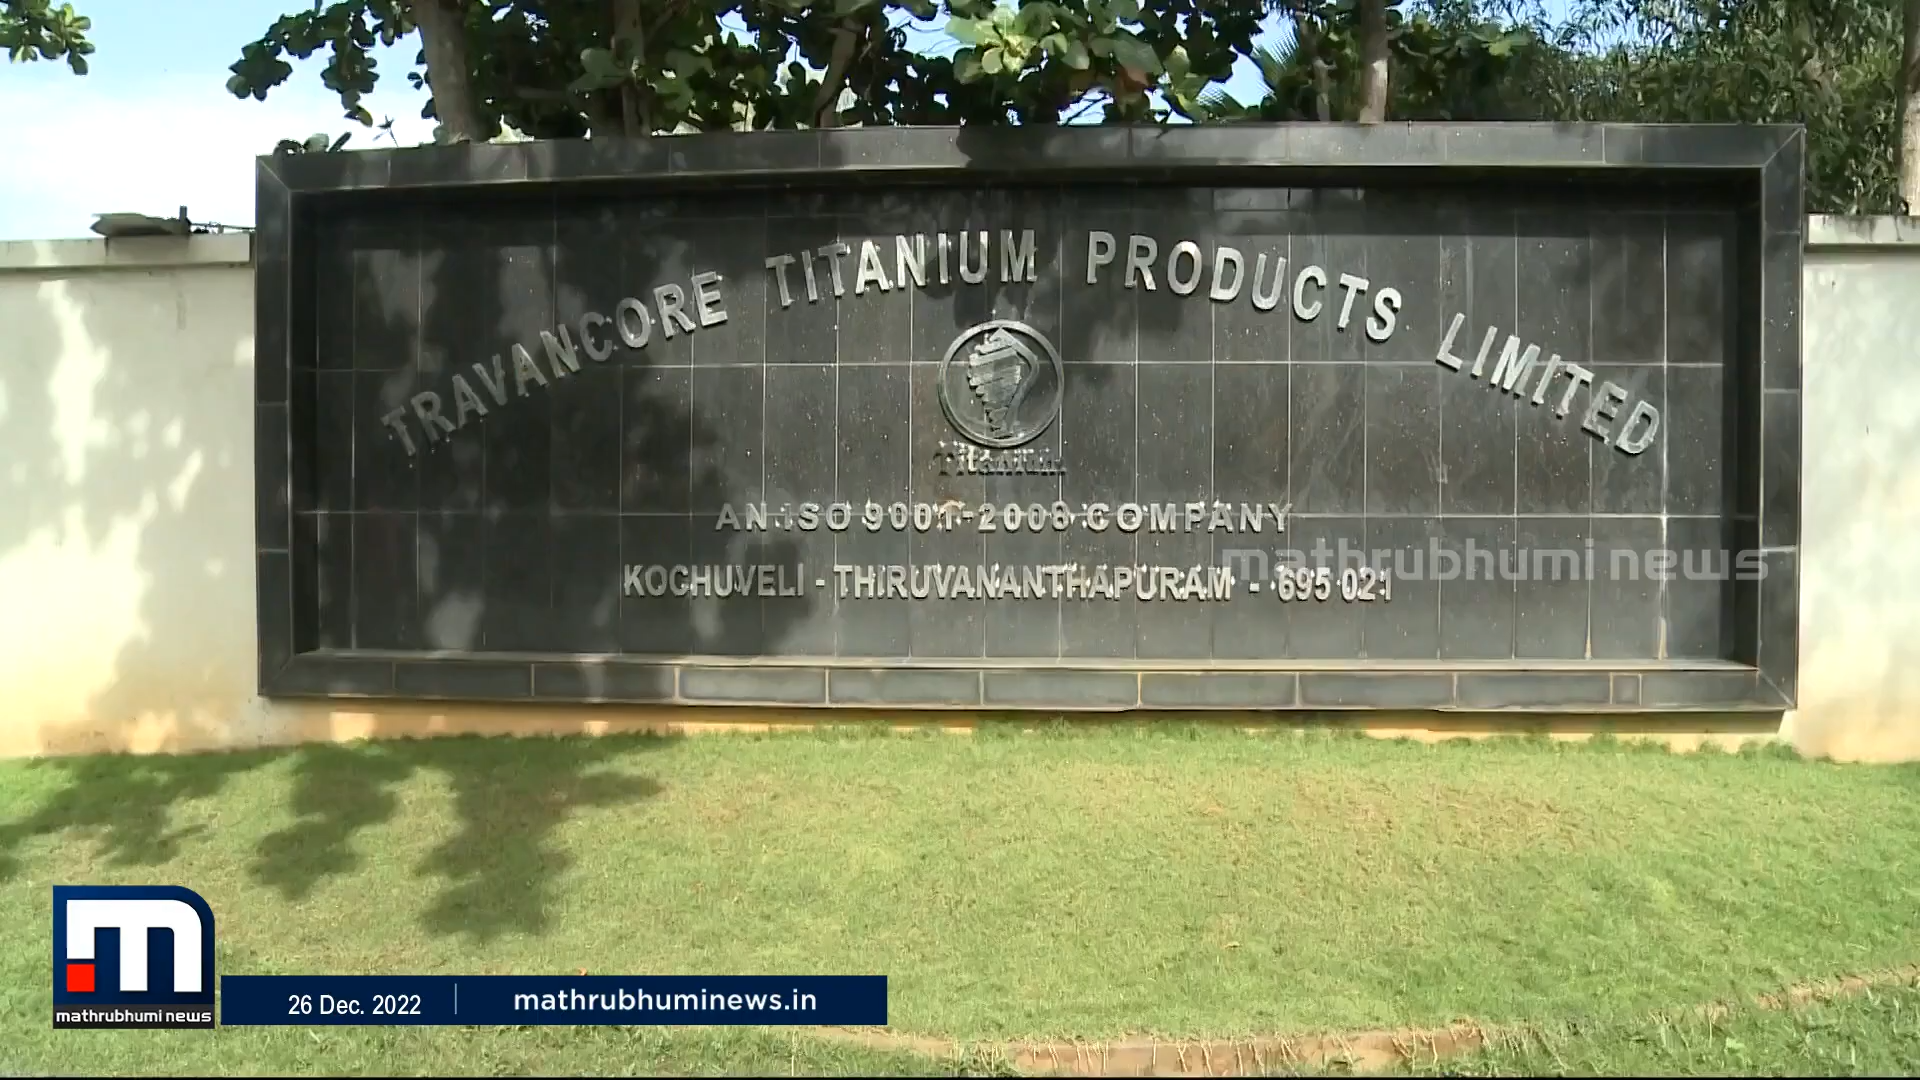 TRAVANCORE TITANIUM PRODUCTS LIMITED
Titanium
AN ISO 9001-2008 COMPANY
KOCHUVELI - THIRUVANANTHAPURAM - 695 021
mathrubhumi news
26 Dec. 2022
mathrubhuminews.in
mathrubhumi news